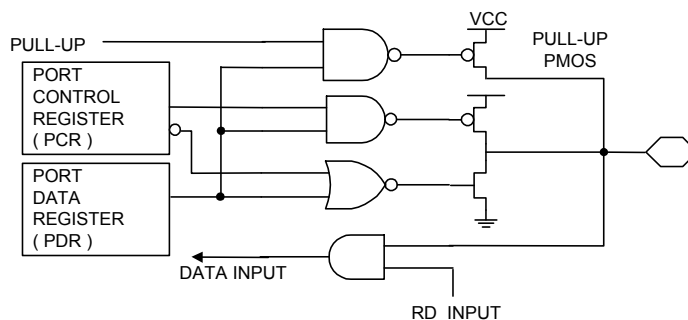 VCC
PULL-UP
PULL-UP
PMOS
PORT
CONTROL
REGISTER
( PCR )
PORT
DATA
REGISTER
( PDR )
DATA INPUT
RD INPUT